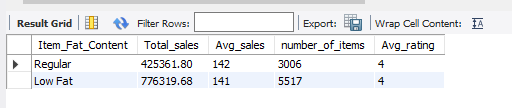 Result Grid Filter Rows: Export: Wrap Cell Content: IA
Item_Fat_Content Total_sales Avg_sales number_of_items Avg_rating
Regular 425361.80 142 3006 4
Low Fat 776319.68 141 5517 4